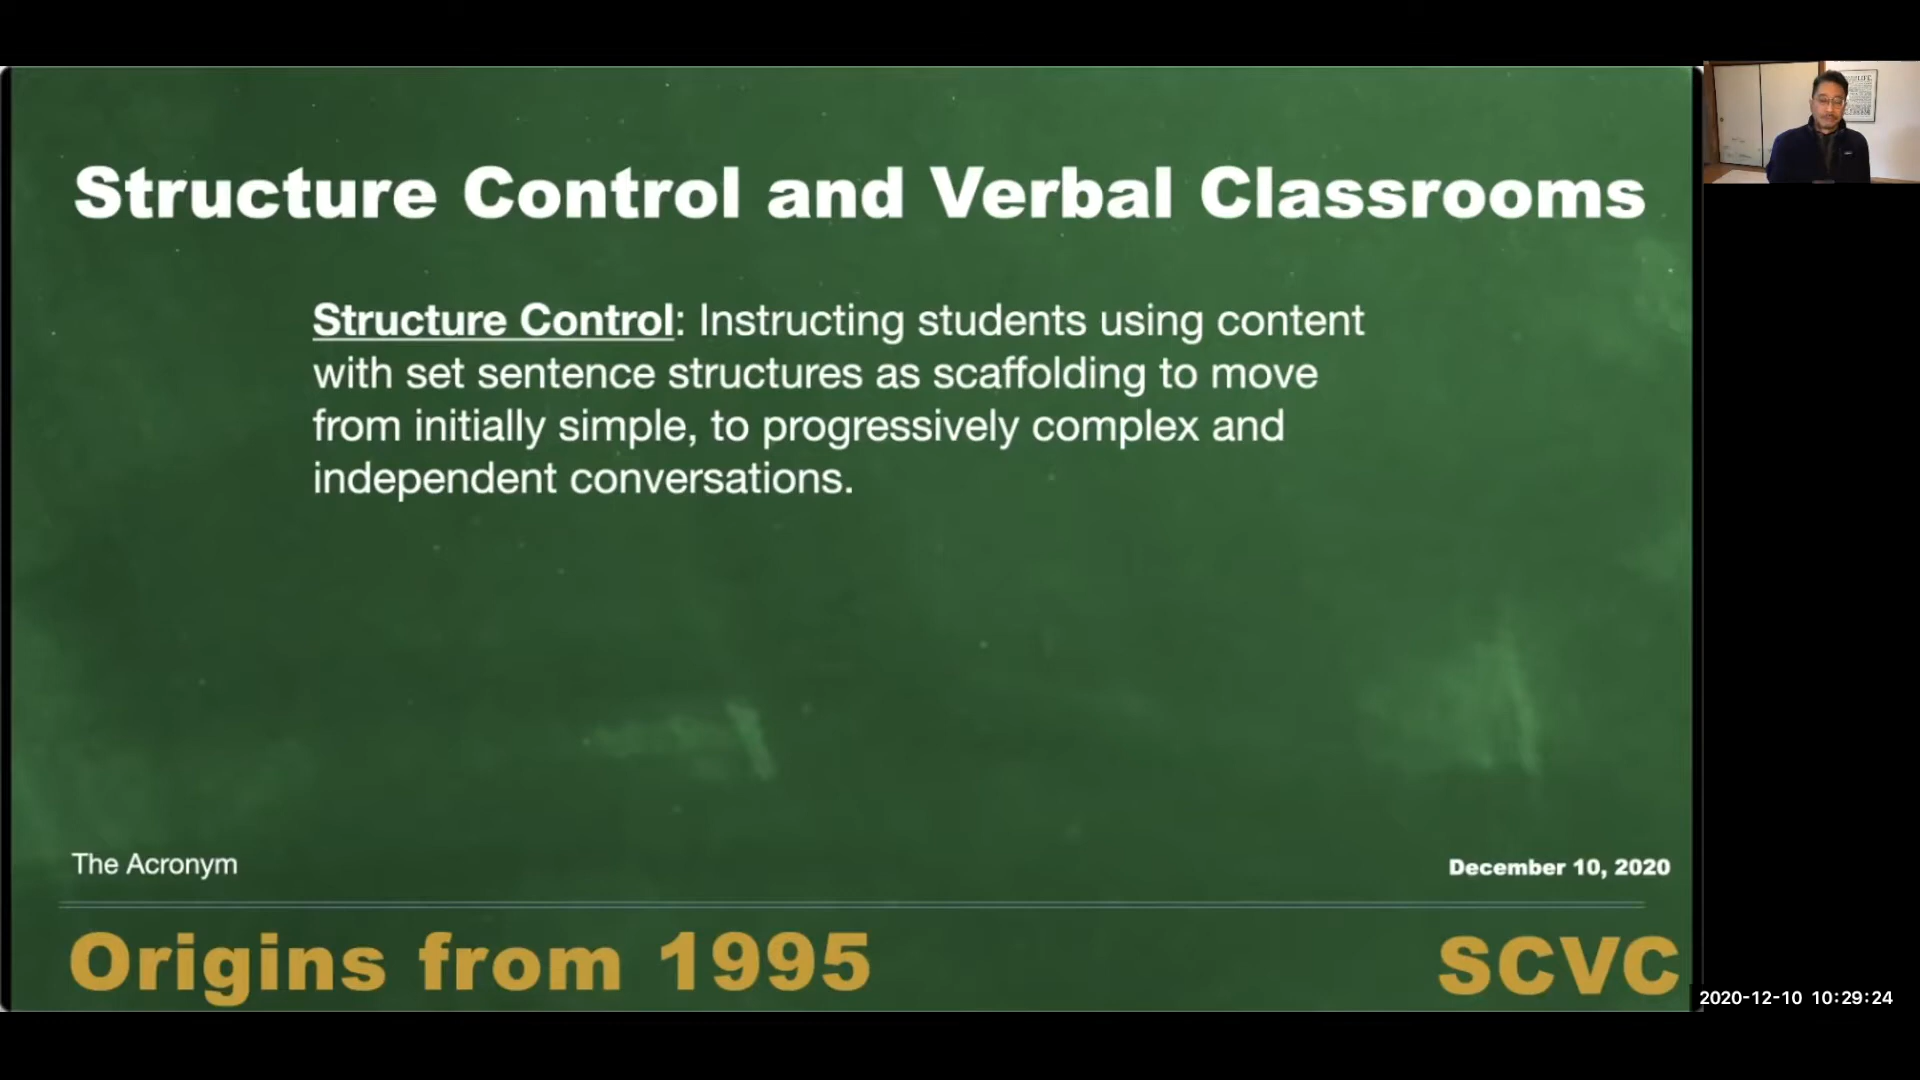 Structure Control and Verbal Classrooms
Structure Control: Instructing students using content
with set sentence structures as scaffolding to move
from initially simple, to progressively complex and
independent conversations.
The Acronym
December 10, 2020
Origins from 1995
SCVC
2020-12-10 10:29:24